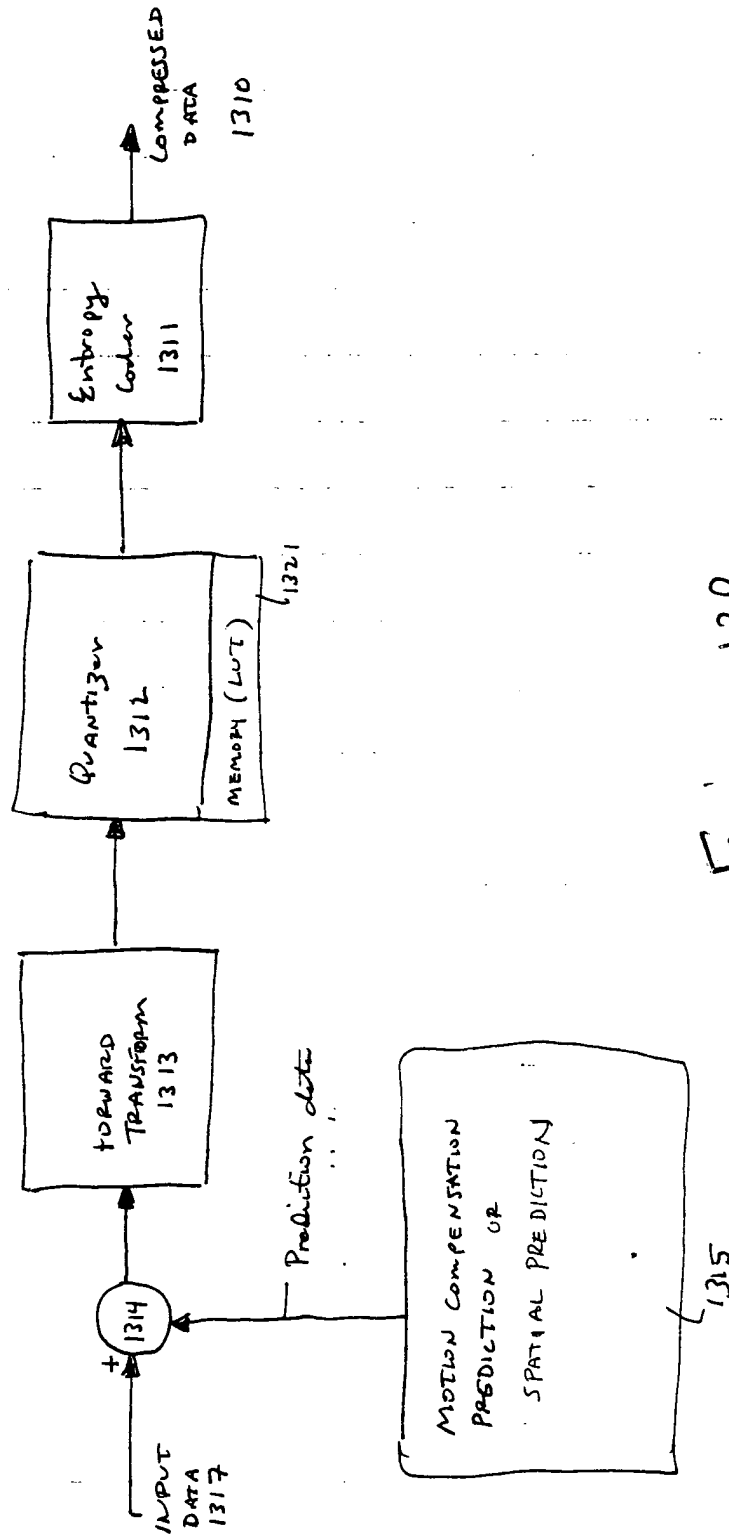 INPUT
DATA
1317
+
1314
FORWARD
TRANSFORM
1313
Quantizer
1312
MEMORY (LUT)
1321
Entropy
Coder
1311
COMPRESSED
DATA
1310
Prediction data
MOTION COMPENSATION
PREDICTION OR
SPATIAL PREDICTION
1315